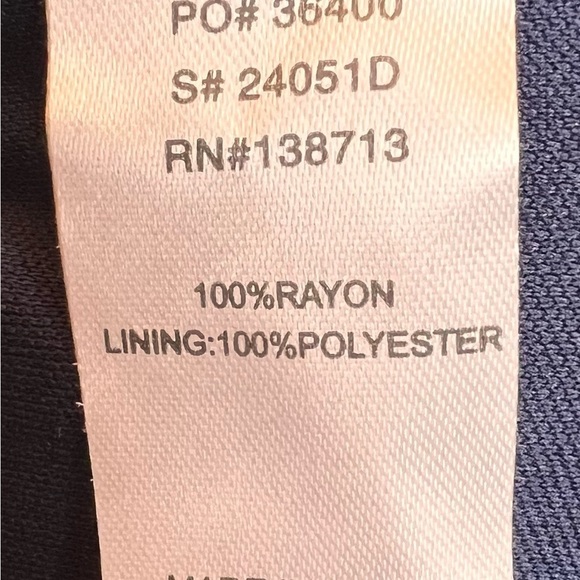 PO# 36400
S# 24051D
RN#138713
100%RAYON
LINING:100%POLYESTER